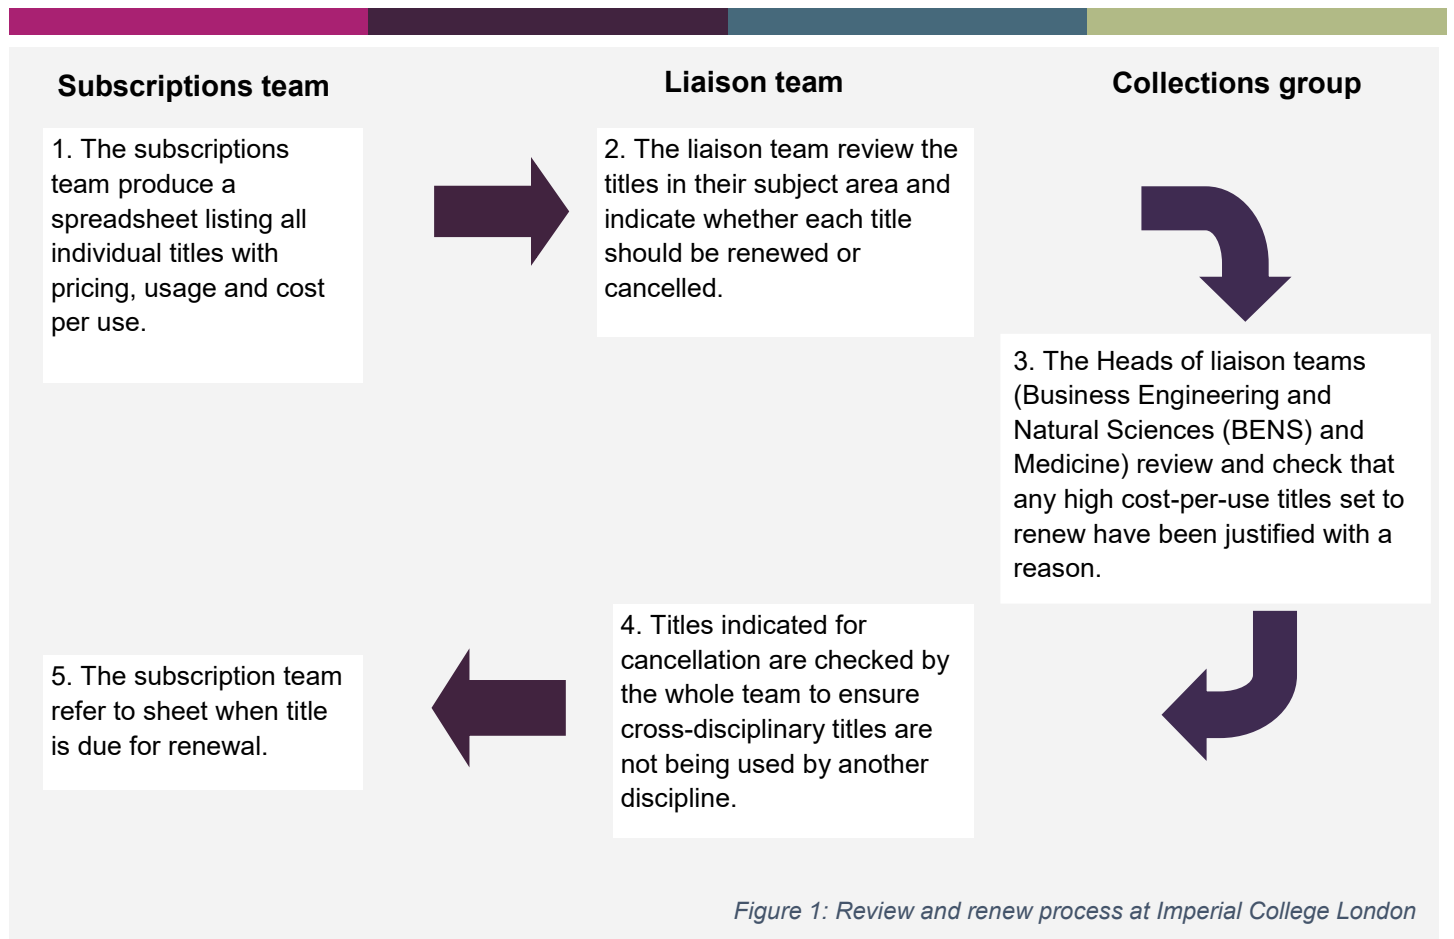 Subscriptions team
Liaison team
Collections group
1. The subscriptions
team produce a
spreadsheet listing all
individual titles with
pricing, usage and cost
per use.
2. The liaison team review the
titles in their subject area and
indicate whether each title
should be renewed or
cancelled.
3. The Heads of liaison teams
(Business Engineering and
Natural Sciences (BENS) and
Medicine) review and check that
any high cost-per-use titles set to
renew have been justified with a
reason.
4. Titles indicated for
cancellation are checked by
the whole team to ensure
cross-disciplinary titles are
not being used by another
discipline.
5. The subscription team
refer to sheet when title
is due for renewal.
Figure 1: Review and renew process at Imperial College London